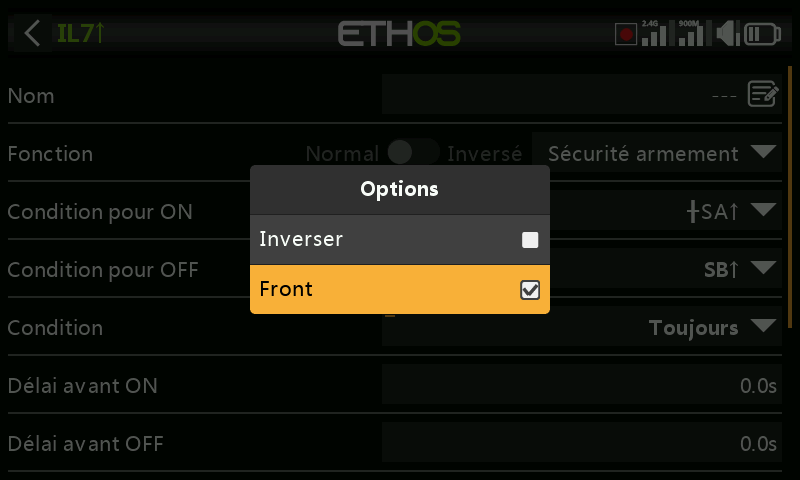 IL7↑
ETHOS
2.4G
900M
Nom
---
Fonction
Normal
Inversé
Sécurité armement
Options
Condition pour ON
SA↑
Inverser
Condition pour OFF
SB↑
Front
Condition
Toujours
Délai avant ON
0.0s
Délai avant OFF
0.0s